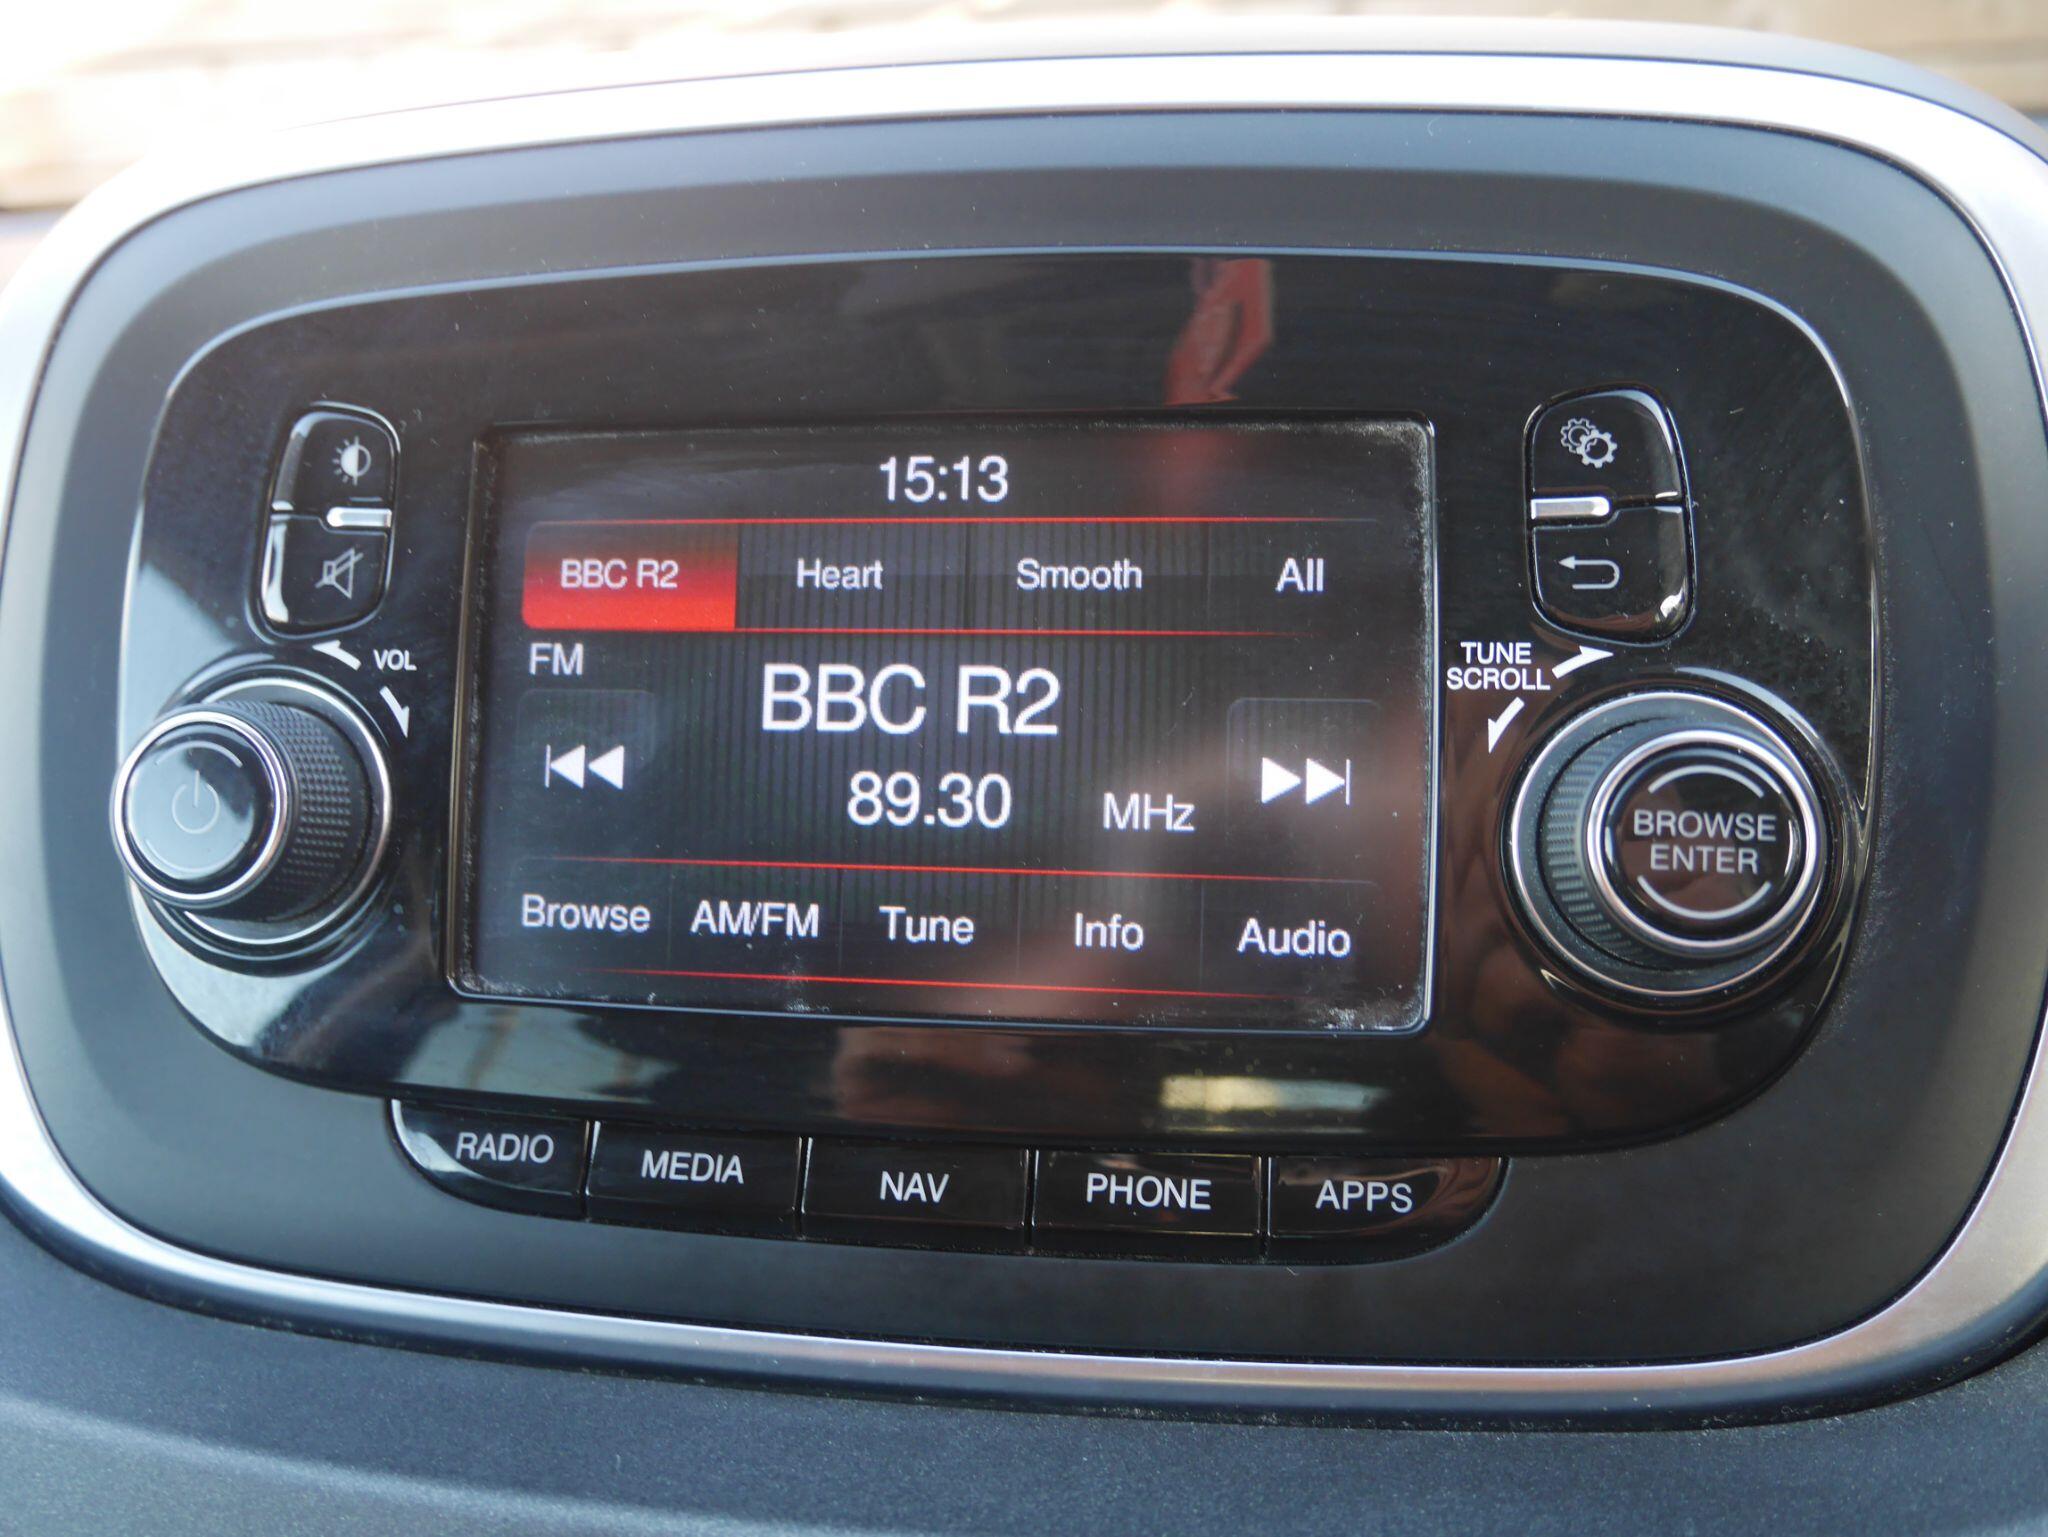 15:13
BBC R2 Heart Smooth All
FM
BBC R2
89.30 MHz
Browse AM/FM Tune Info Audio
VOL
TUNE
SCROLL
BROWSE
ENTER
RADIO MEDIA NAV PHONE APPS